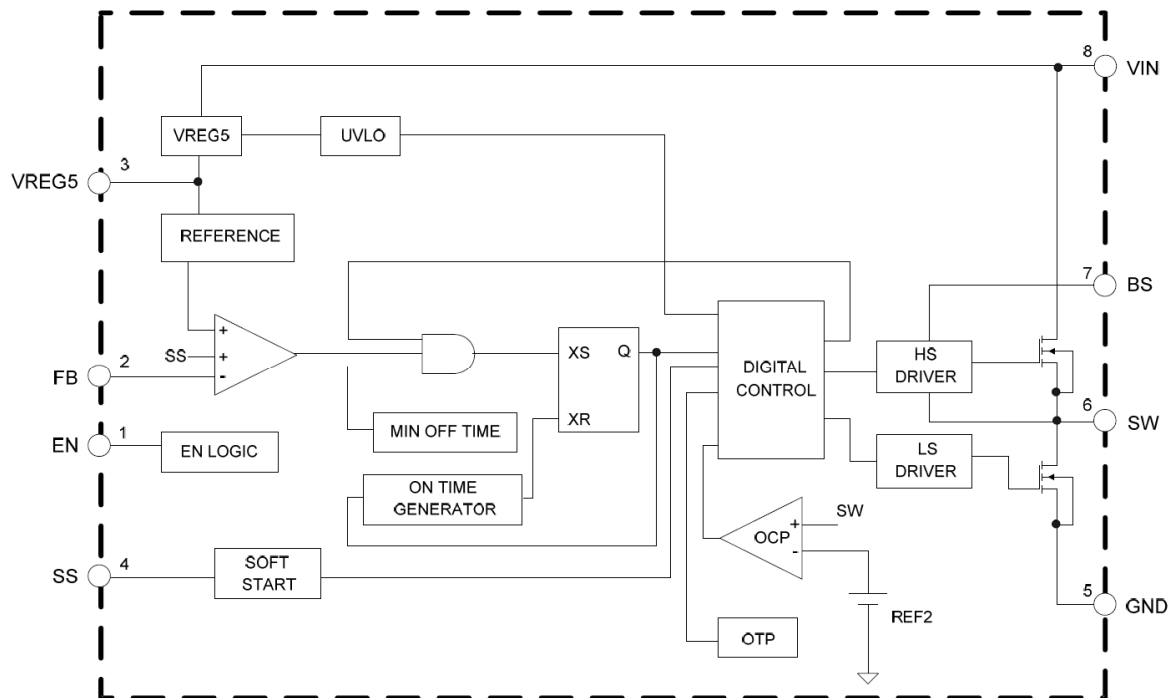 8
VIN
VREG5
UVLO
3
VREG5
REFERENCE
7
BS
+
SS
+
-
2
FB
XS
Q
XR
DIGITAL
CONTROL
HS
DRIVER
6
SW
MIN OFF TIME
1
EN
EN LOGIC
LS
DRIVER
ON TIME
GENERATOR
OCP
+
-
SW
4
SS
SOFT
START
5
GND
REF2
OTP